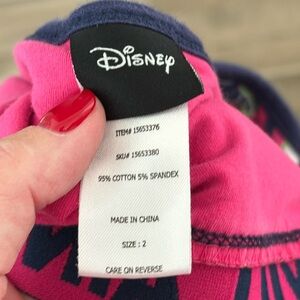 Disney
ITEM# 15653376
SKU# 15653380
95% COTTON 5% SPANDEX
MADE IN CHINA
SIZE : 2
CARE ON REVERSE